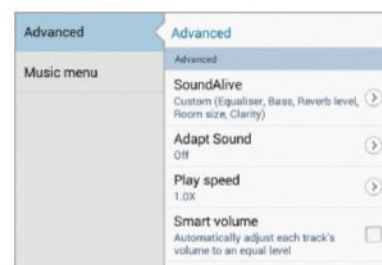 Advanced
Music menu
Advanced
Advanced
SoundAlive
Custom (Equaliser, Bass, Reverb level,
Room size, Clarity)
Adapt Sound
Off
Play speed
1.0X
Smart volume
Automatically adjust each track's
volume to an equal level